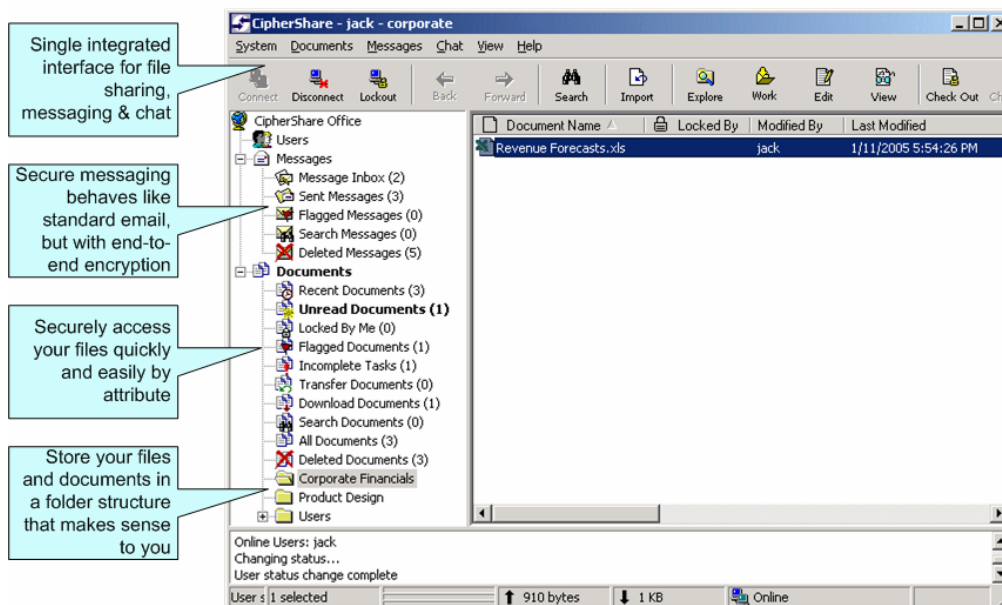 CipherShare - jack - corporate
System Documents Messages Chat View Help
Connect Disconnect Lockout Back Forward Search Import Explore Work Edit View Check Out
Single integrated
interface for file
sharing,
messaging & chat
Secure messaging
behaves like
standard email,
but with end-to-
end encryption
Securely access
your files quickly
and easily by
attribute
Store your files
and documents in
a folder structure
that makes sense
to you
CipherShare Office
Users
Messages
Message Inbox (2)
Sent Messages (3)
Flagged Messages (0)
Search Messages (0)
Deleted Messages (5)
Documents
Recent Documents (3)
Unread Documents (1)
Locked By Me (0)
Flagged Documents (1)
Incomplete Tasks (1)
Transfer Documents (0)
Download Documents (1)
Search Documents (0)
All Documents (3)
Deleted Documents (3)
Corporate Financials
Product Design
Users
Document Name Locked By Modified By Last Modified
Revenue Forecasts.xls jack 1/11/2005 5:54:26 PM
Online Users: jack
Changing status...
User status change complete
User s 1 selected 910 bytes 1 KB Online